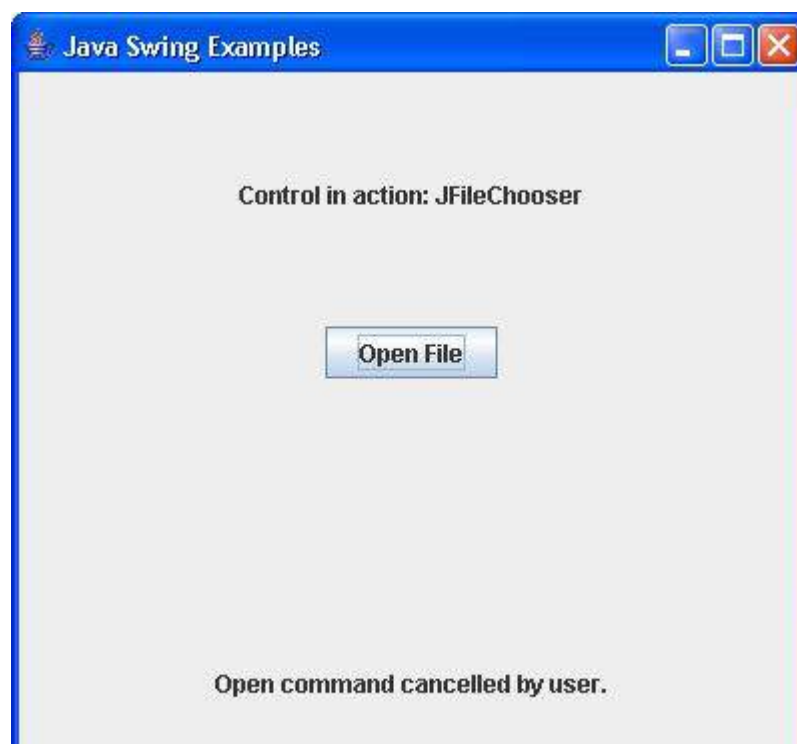 Java Swing Examples
Control in action: JFileChooser
Open File
Open command cancelled by user.